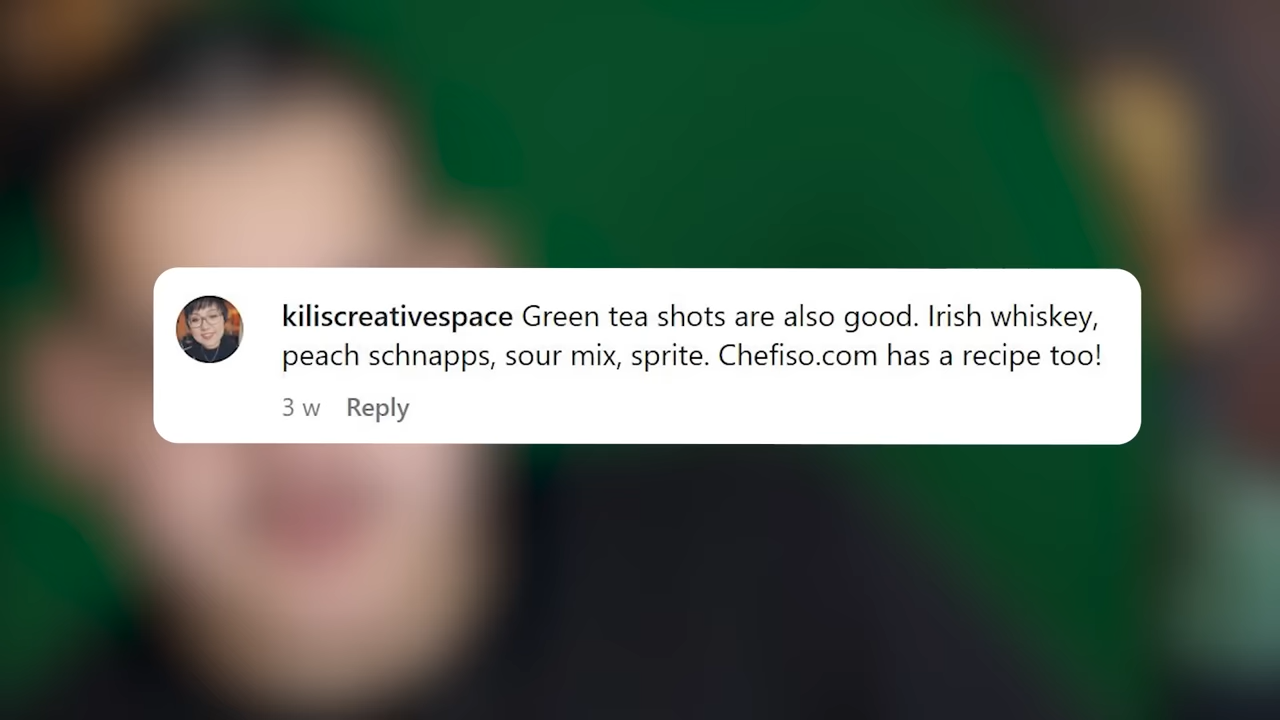 kiliscreativespace Green tea shots are also good. Irish whiskey,
peach schnapps, sour mix, sprite. Chefiso.com has a recipe too!
3 w Reply